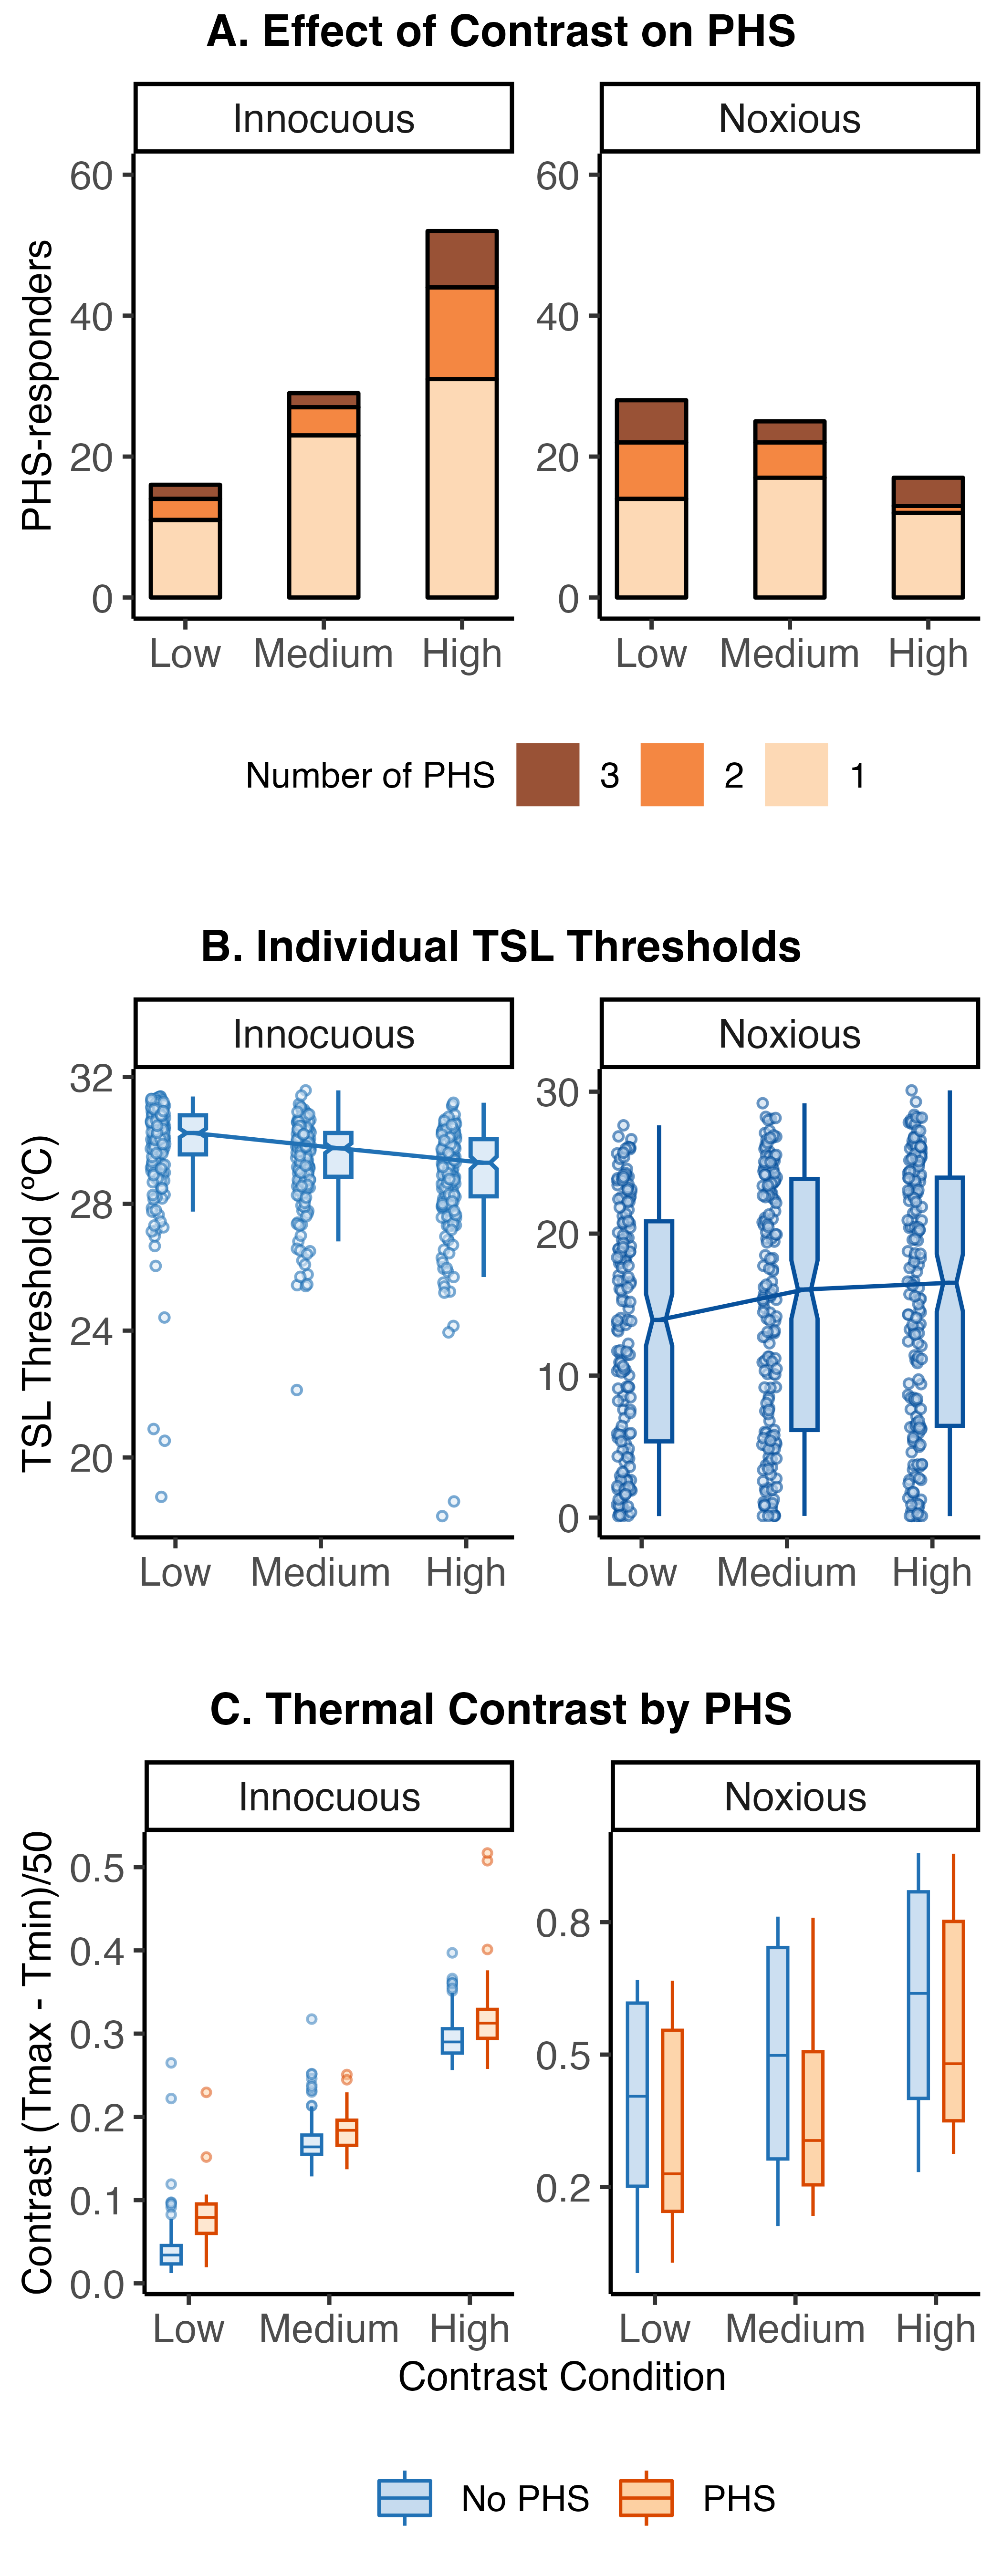 A. Effect of Contrast on PHS
Innocuous
Noxious
PHS-responders
60
40
20
0
60
40
20
0
Low Medium High
Low Medium High
Number of PHS 3 2 1
B. Individual TSL Thresholds
Innocuous
Noxious
TSL Threshold (ºC)
32
28
24
20
30
20
10
0
Low Medium High
Low Medium High
C. Thermal Contrast by PHS
Innocuous
Noxious
Contrast (Tmax - Tmin)/50
0.5
0.4
0.3
0.2
0.1
0.0
0.8
0.5
0.2
Low Medium High
Low Medium High
Contrast Condition
No PHS PHS